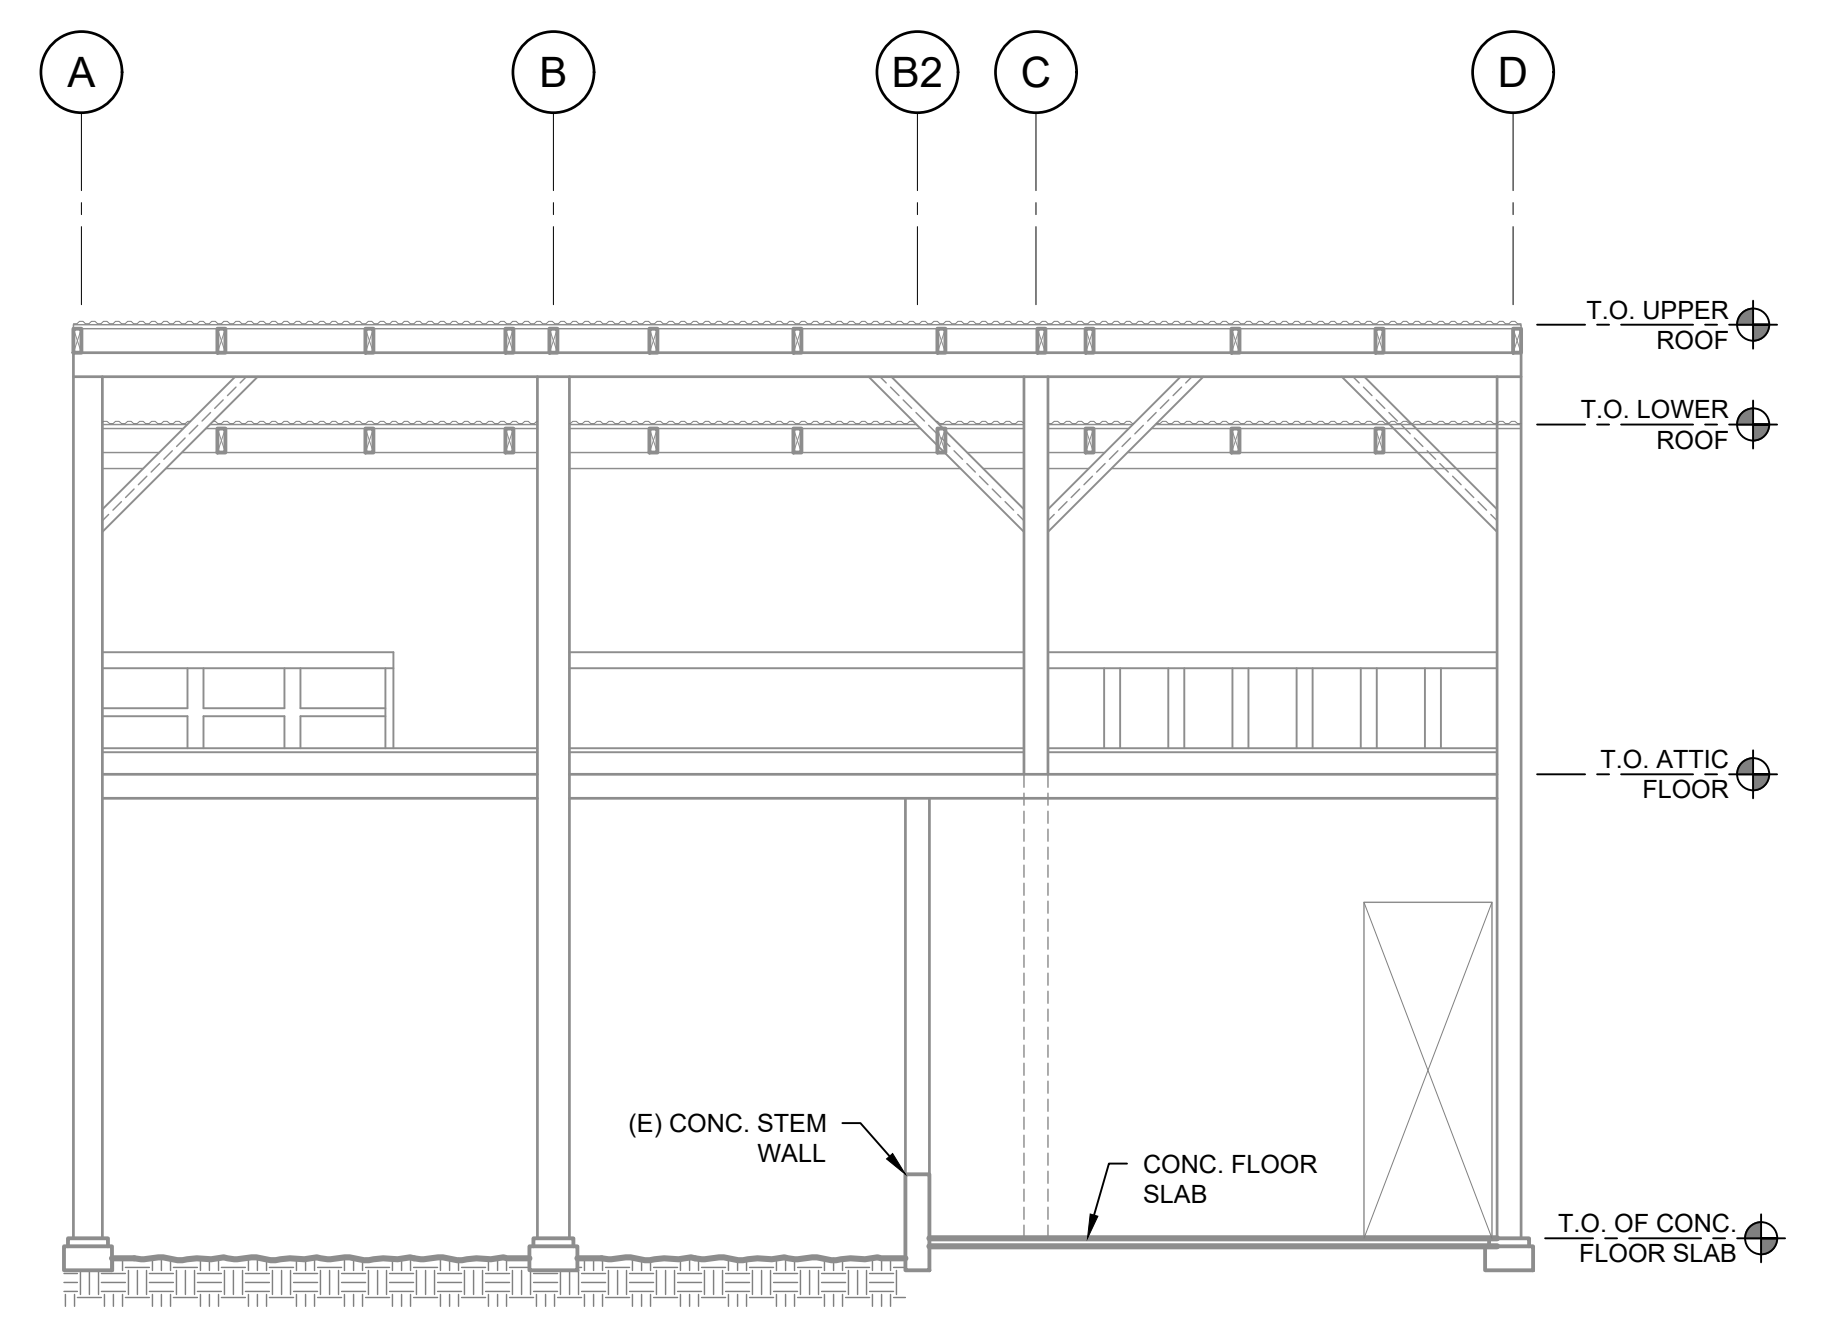 A
B
B2
C
D
T.O. UPPER
ROOF
T.O. LOWER
ROOF
T.O. ATTIC
FLOOR
(E) CONC. STEM
WALL
CONC. FLOOR
SLAB
T.O. OF CONC.
FLOOR SLAB